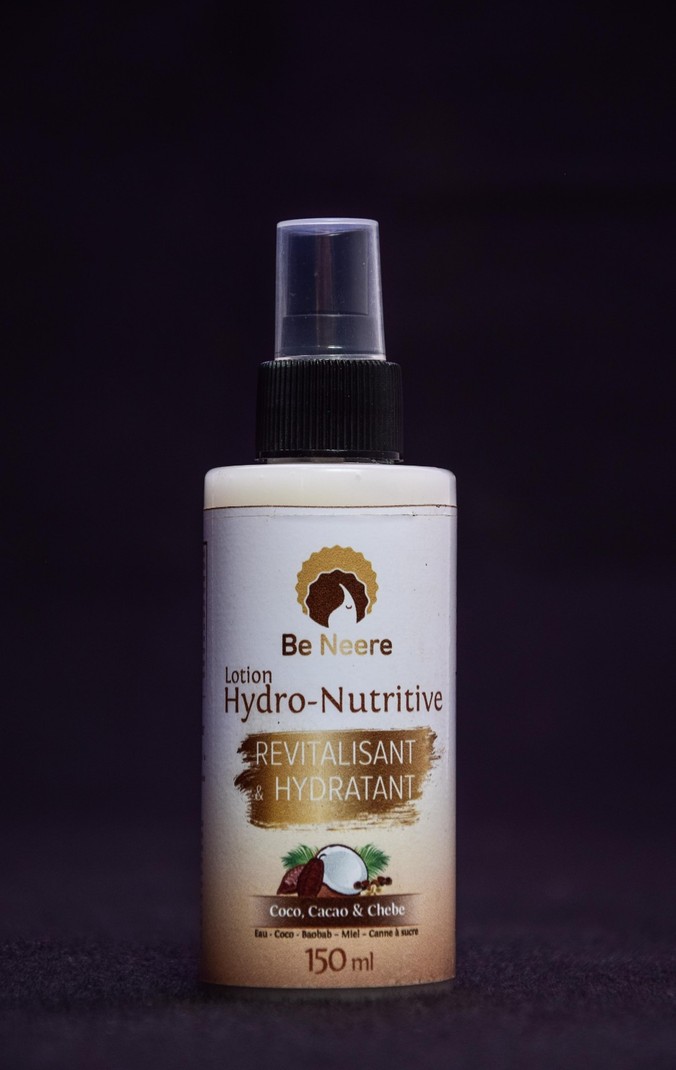 Be Neere
Lotion
Hydro-Nutritive
REVITALISANT
& HYDRATANT
Coco, Cacao & Chebe
Eau - Coco - Baobab - Miel - Canne à sucre
150 ml